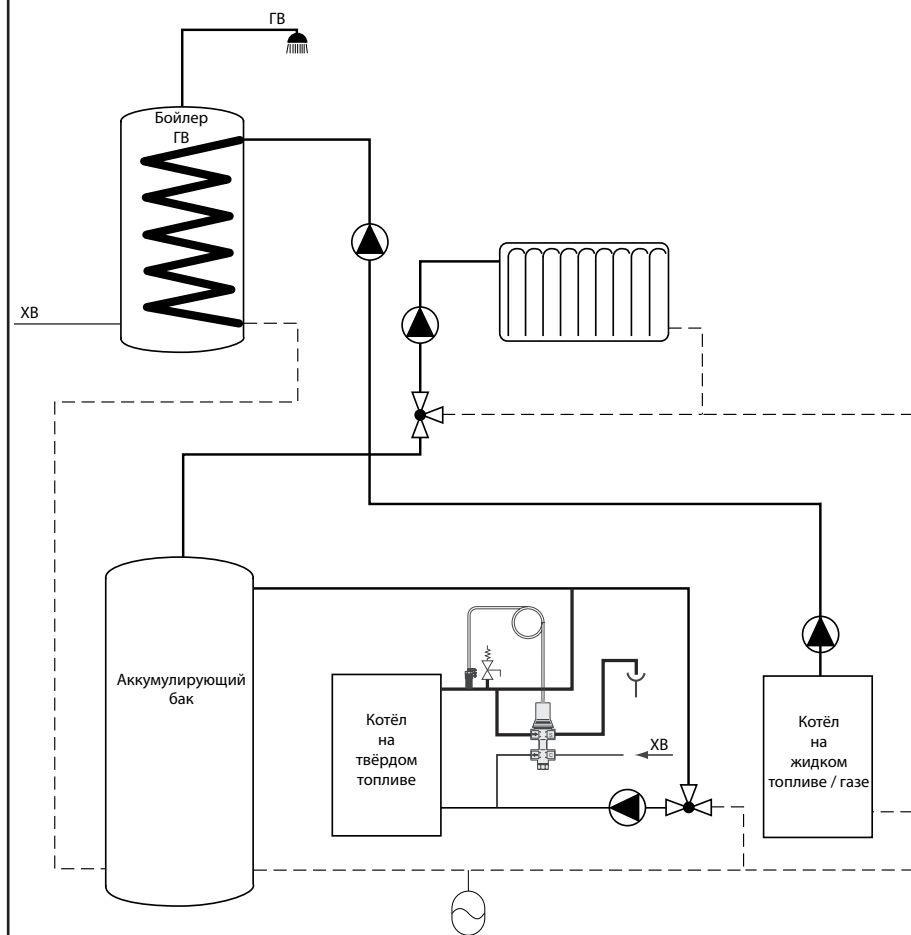 ГВ
Бойлер
ГВ
ХВ
Аккумулирующий
бак
Котёл
на
твёрдом
топливе
ХВ
Котёл
на
жидком
топливе / газе